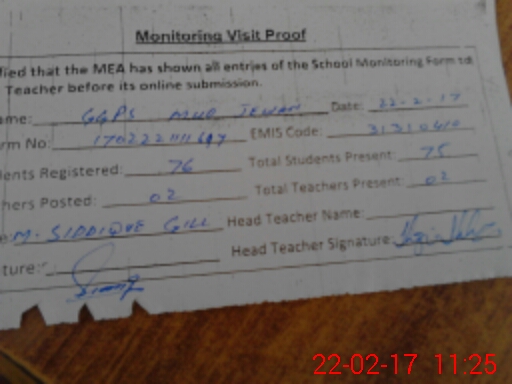 Monitoring Visit Proof
fied that the MEA has shown all entries of the School Monitoring Form to
Teacher before its online submission.
ame: GGPS MUD JEWAN Date: 22-2-17
rm No: EMIS Code: 31310410
ents Registered: 76 Total Students Present: 75
hers Posted: 02 Total Teachers Present: 02
e: M. SIDDIQUE GILL Head Teacher Name:
ture: Head Teacher Signature:
22-02-17 11:25